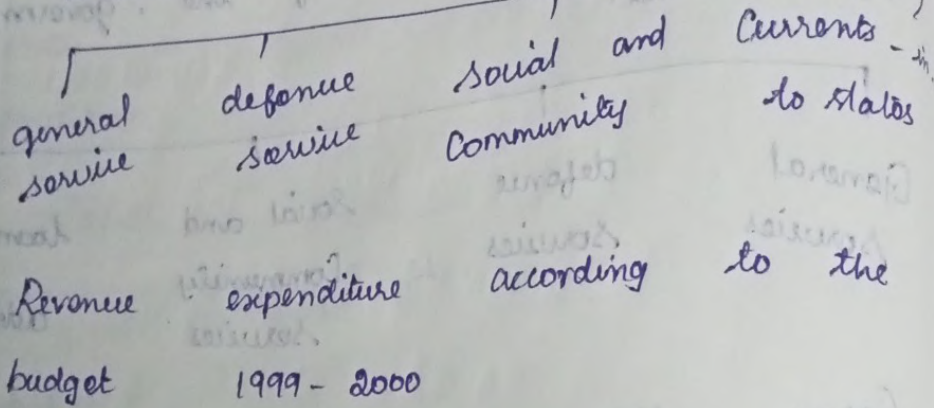 general defence social and Currents-
service service Community to states
Revenue expenditure according to the
budget 1999-2000